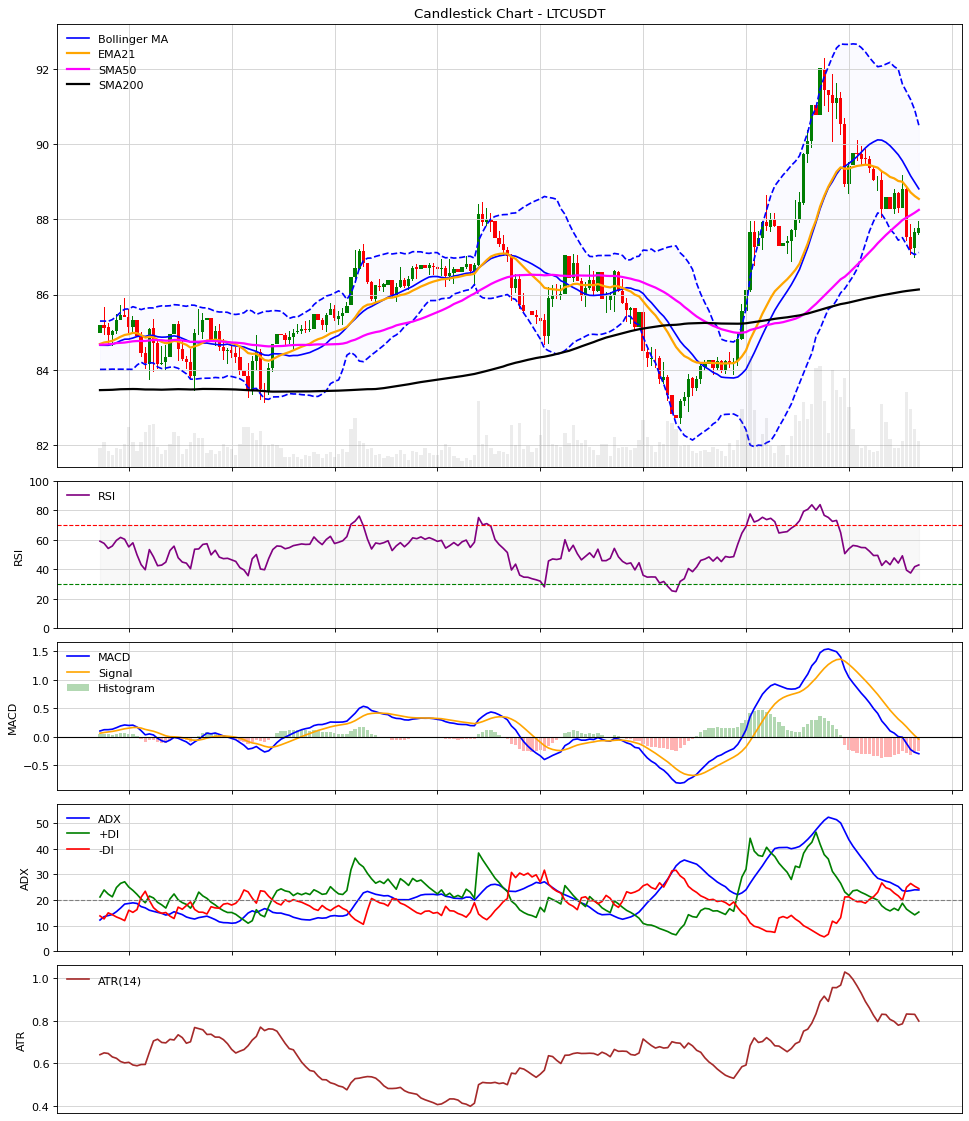 Candlestick Chart - LTCUSDT
Bollinger MA
EMA21
SMA50
SMA200
92
90
88
86
84
82
RSI
100
80
60
40
20
0
RSI
MACD
Signal
Histogram
1.5
1.0
0.5
0.0
−0.5
MACD
ADX
+DI
-DI
50
40
30
20
10
0
ADX
ATR(14)
1.0
0.8
0.6
0.4
ATR